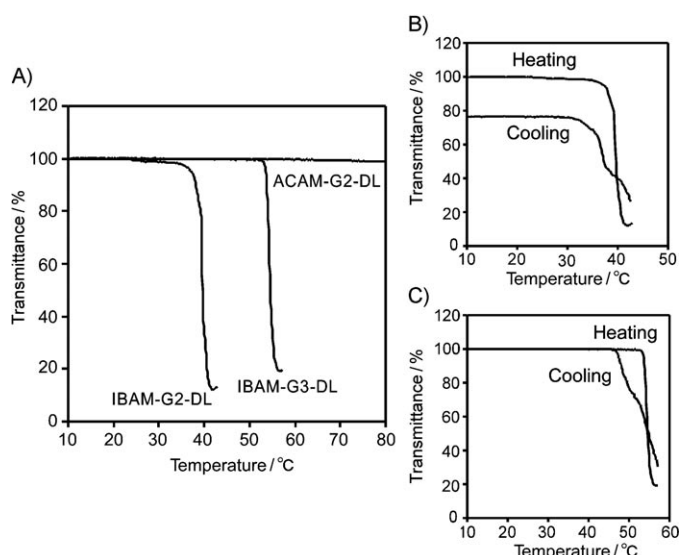 A)
120
100
80
60
40
20
0
Transmittance / %
ACAM-G2-DL
IBAM-G2-DL
IBAM-G3-DL
10 20 30 40 50 60 70 80
Temperature / °C
B)
120
100
80
60
40
20
0
Transmittance / %
Heating
Cooling
10 20 30 40 50
Temperature / °C
C)
120
100
80
60
40
20
0
Transmittance / %
Heating
Cooling
10 20 30 40 50 60
Temperature / °C